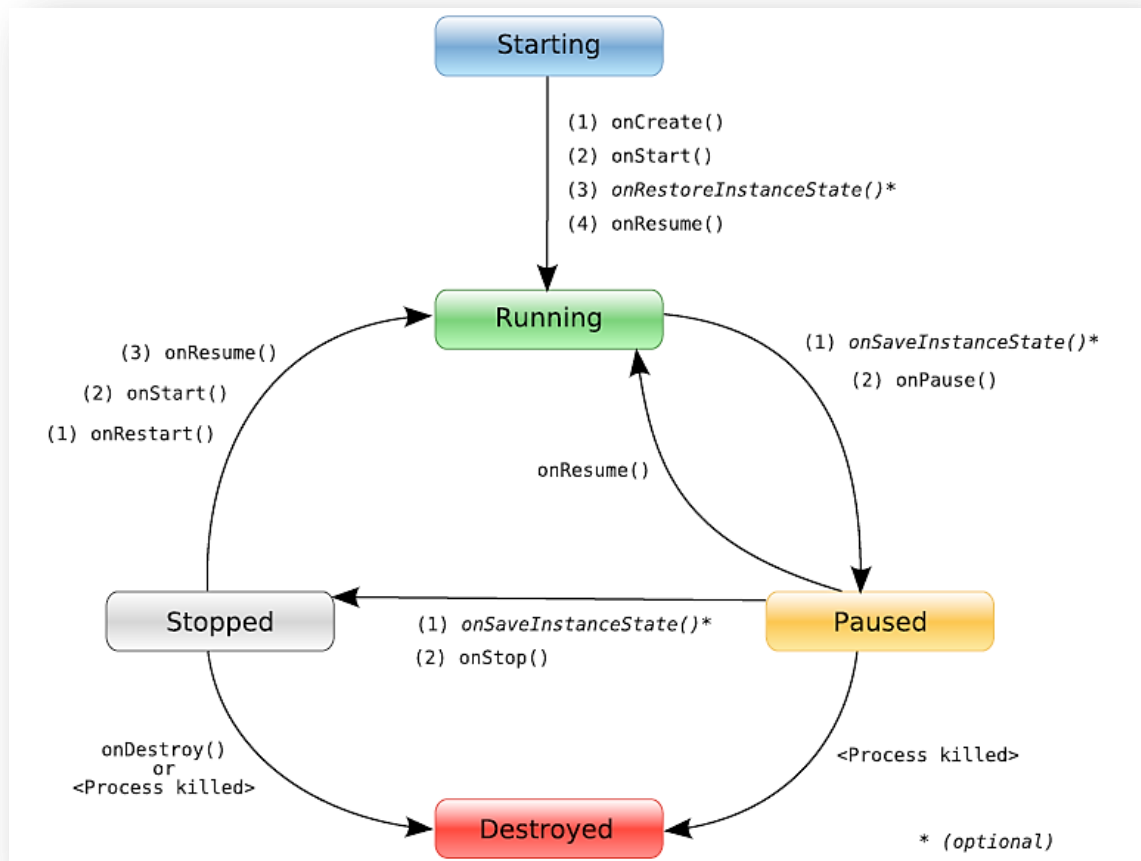 Starting
(1) onCreate()
(2) onStart()
(3) onRestoreInstanceState()*
(4) onResume()
Running
(3) onResume()
(2) onStart()
(1) onRestart()
(1) onSaveInstanceState()*
(2) onPause()
onResume()
Stopped
(1) onSaveInstanceState()*
(2) onStop()
Paused
onDestroy()
or
<Process killed>
<Process killed>
Destroyed
* (optional)